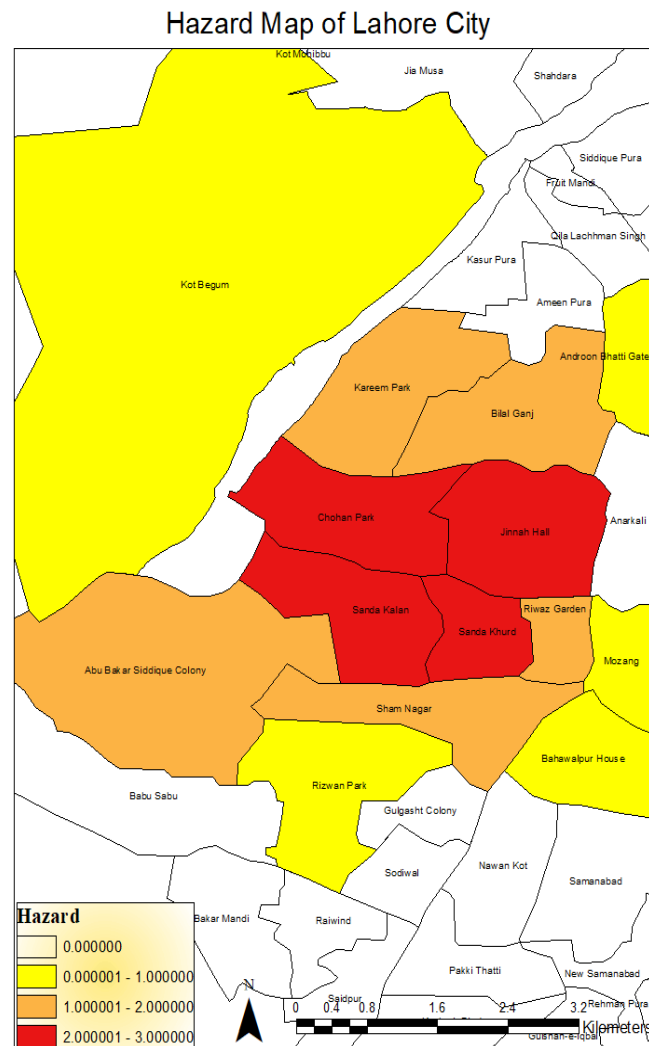 Hazard Map of Lahore City
Kot Mohibbu
Jia Musa
Shahdara
Siddique Pura
Fruit Mandi
Qila Lachhman Singh
Kasur Pura
Kot Begum
Ameen Pura
Androon Bhatti Gate
Kareem Park
Bilal Ganj
Chohan Park
Anarkali
Jinnah Hall
Sanda Kalan
Riwaz Garden
Sanda Khurd
Mozang
Abu Bakar Siddique Colony
Sham Nagar
Bahawalpur House
Rizwan Park
Babu Sabu
Gulgasht Colony
Nawan Kot
Sodiwal
Samanabad
Bakar Mandi
Raiwind
Pakki Thatti
New Samanabad
Saidpur
Rehman Pura
Gulshan-e-Iqbal
Hazard
0.000000
0.000001 - 1.000000
1.000001 - 2.000000
2.000001 - 3.000000
N
0 0.4 0.8 1.6 2.4 3.2
Kilometers